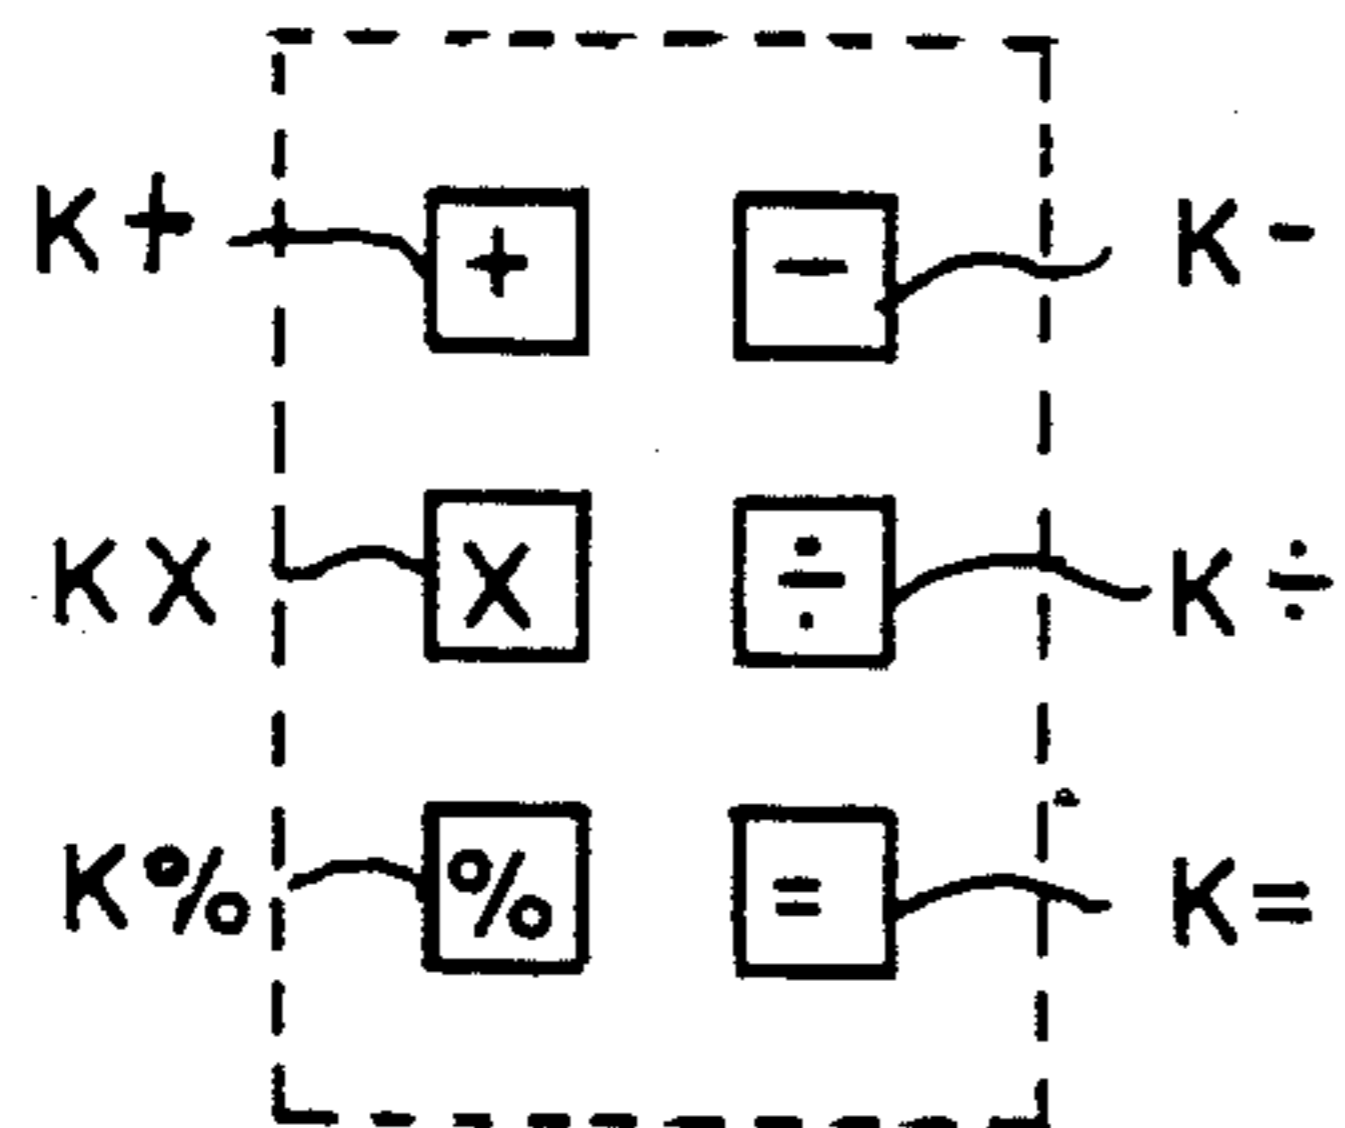 K+ + - K-
KX X ÷ K÷
K% % = K=